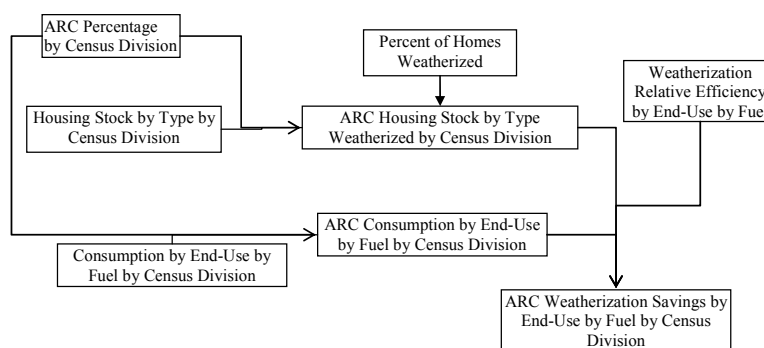 ARC Percentage
by Census Division
Percent of Homes
Weatherized
Weatherization
Relative Efficiency
by End-Use by Fuel
Housing Stock by Type by
Census Division
ARC Housing Stock by Type
Weatherized by Census Division
ARC Consumption by End-Use
by Fuel by Census Division
Consumption by End-Use by
Fuel by Census Division
ARC Weatherization Savings by
End-Use by Fuel by Census
Division